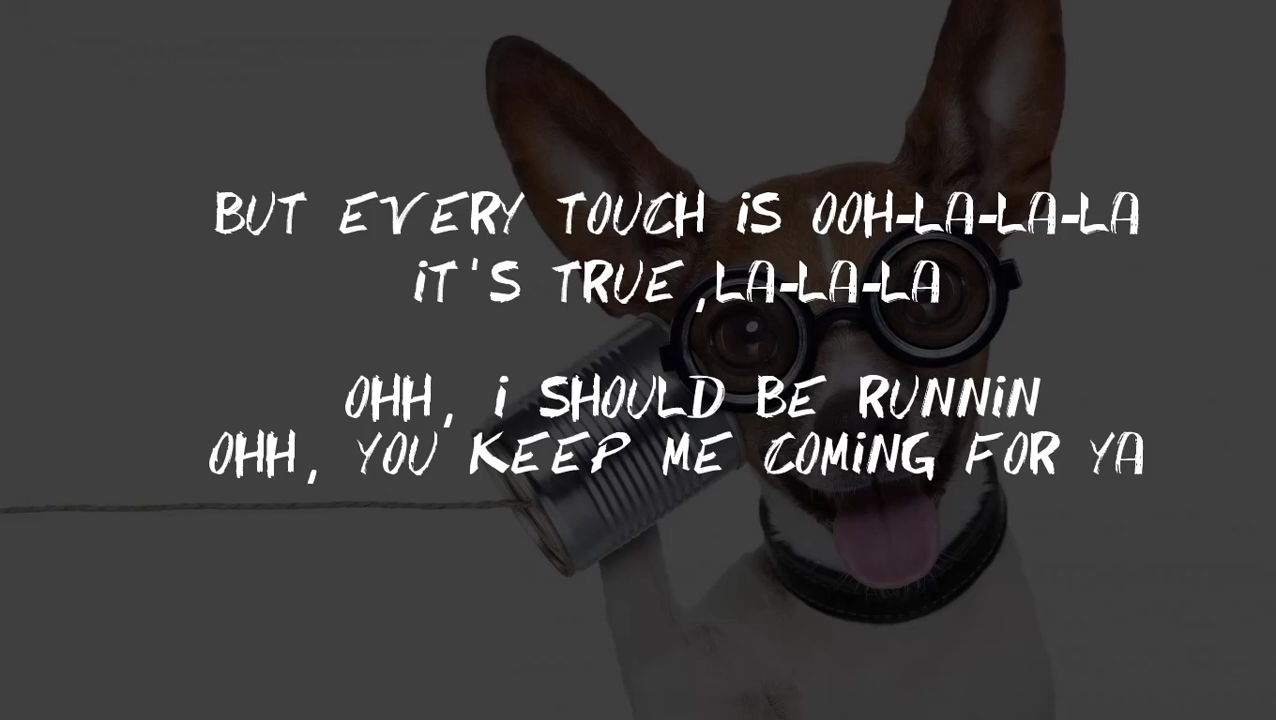 BUT EVERY TOUCH iS OOH-LA-LA-LA
iT'S TRUE ,LA-LA-LA
OHH, i SHOULD BE RUNNiN
OHH, YOU KEEP ME COMiNG FOR YA